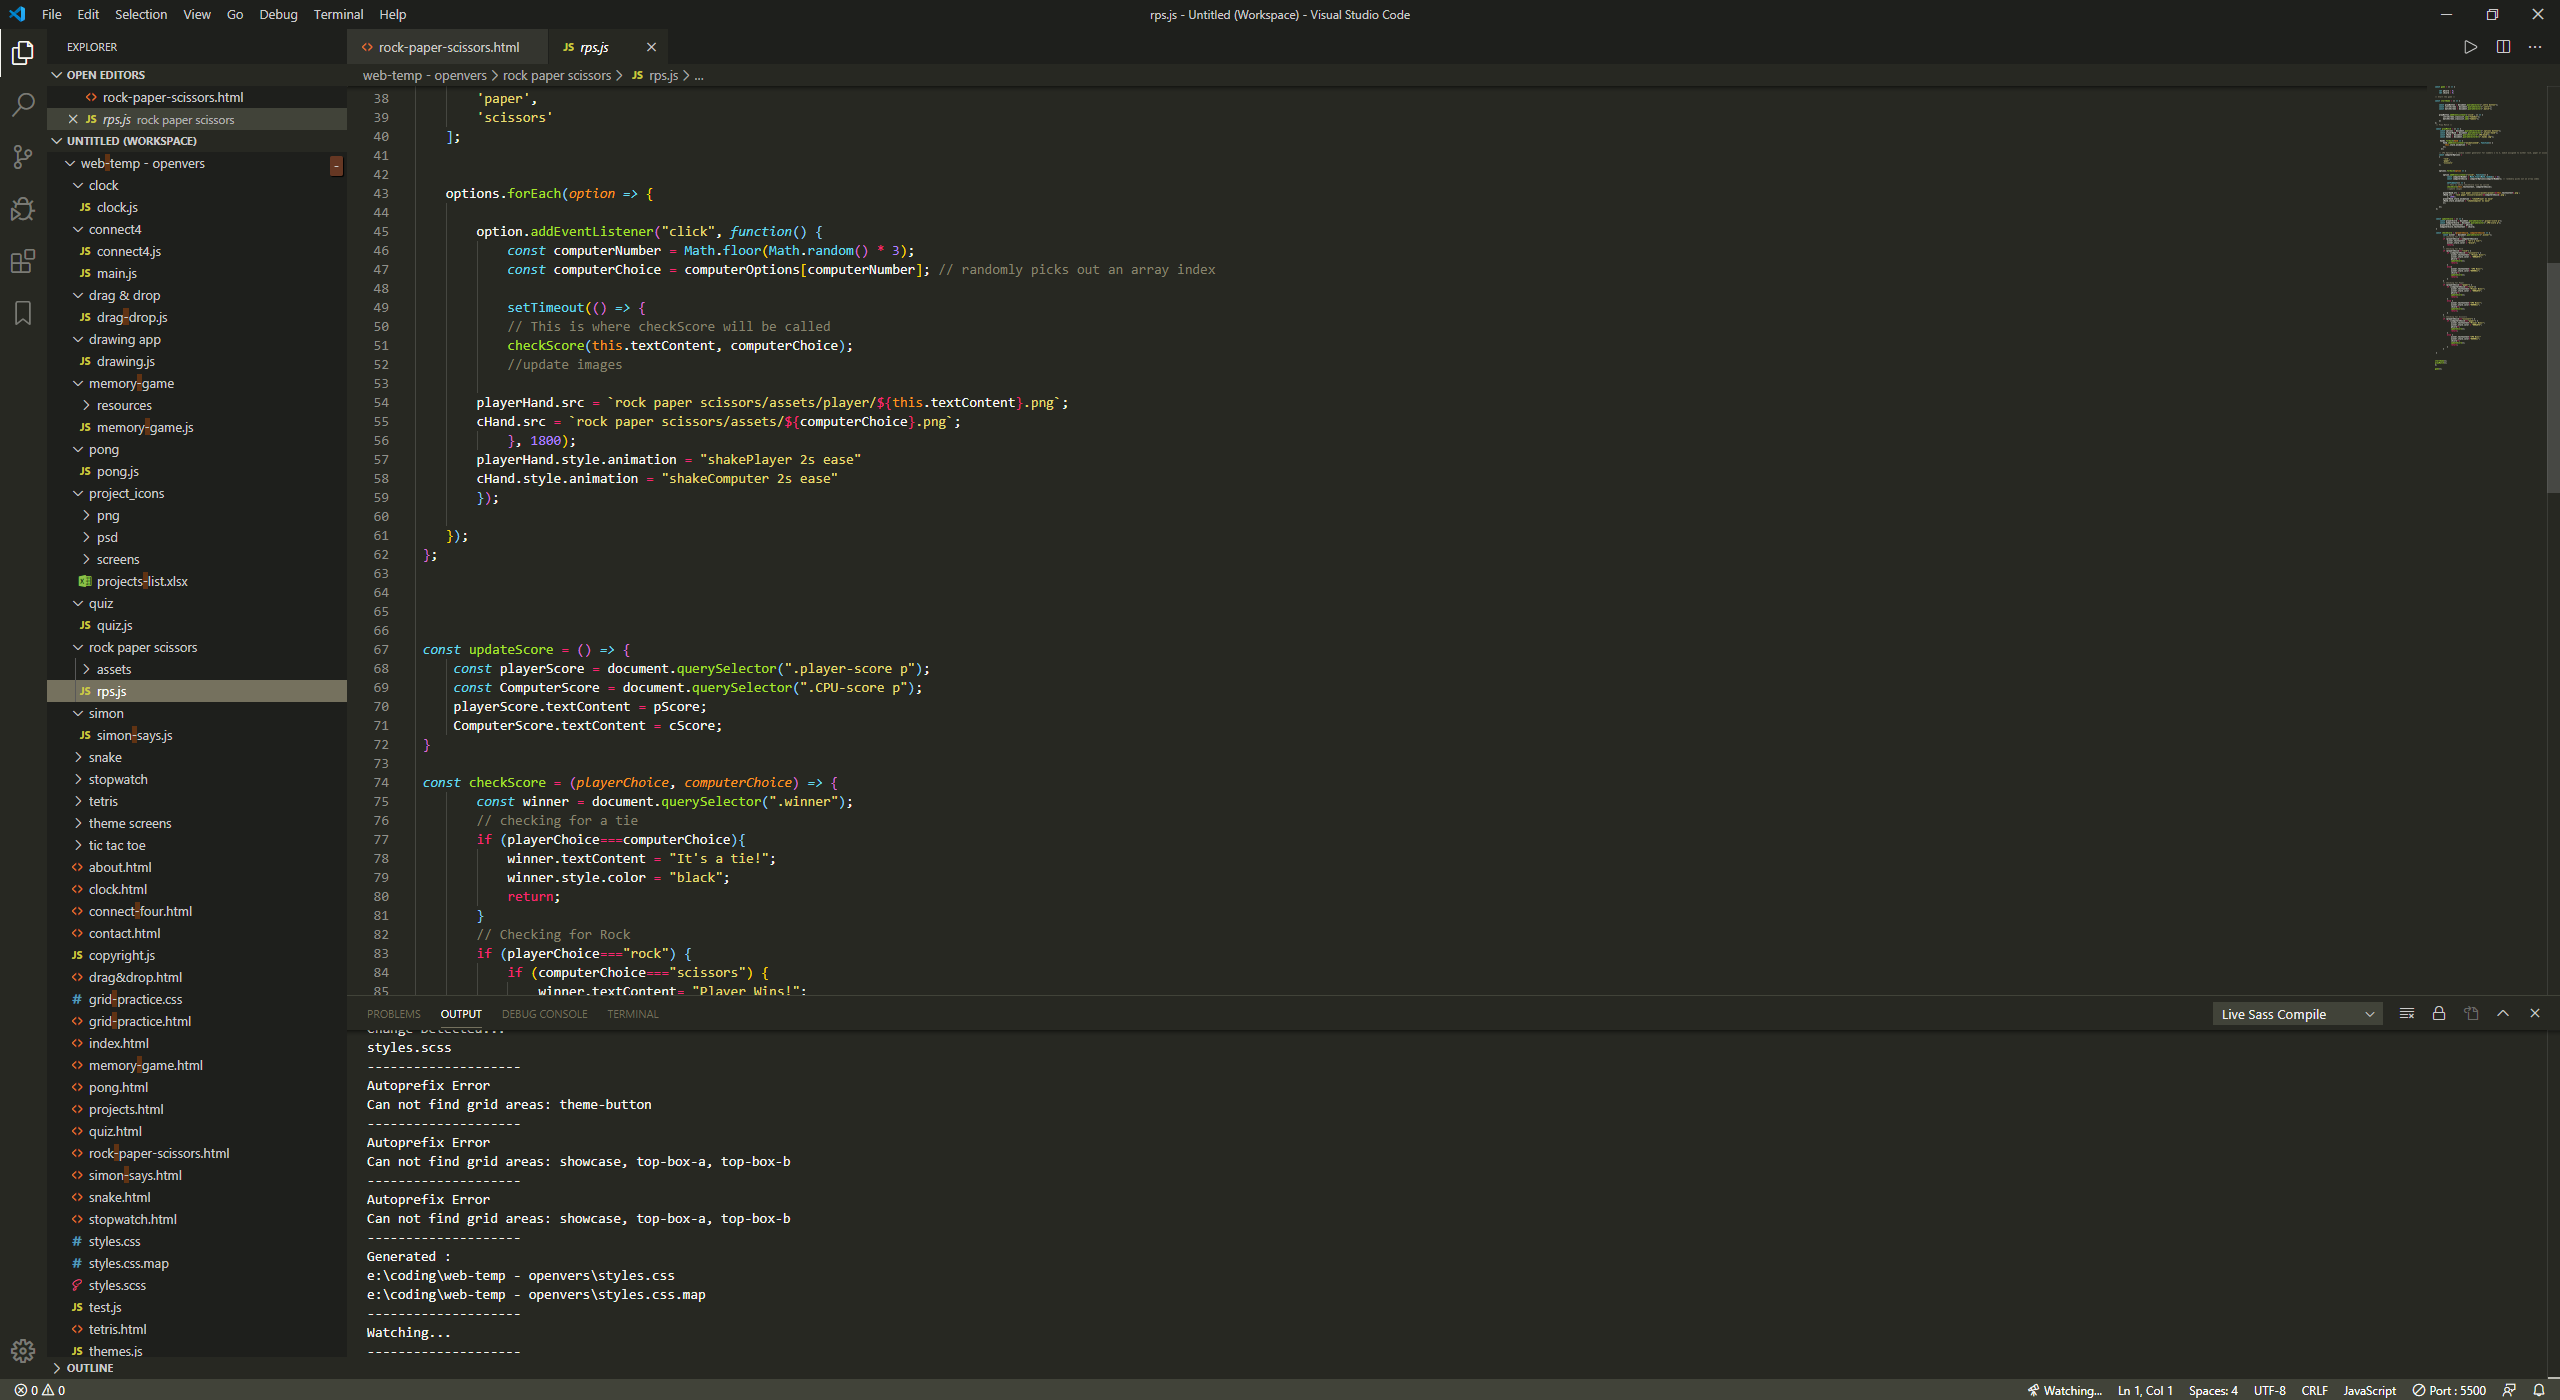 File Edit Selection View Go Debug Terminal Help
rps.js - Untitled (Workspace) - Visual Studio Code
EXPLORER
OPEN EDITORS
rock-paper-scissors.html
rps.js rock paper scissors
UNTITLED (WORKSPACE)
web-temp - openvers
clock
JS clock.js
connect4
JS connect4.js
JS main.js
drag & drop
JS drag-drop.js
drawing app
JS drawing.js
memory-game
resources
JS memory-game.js
pong
JS pong.js
project_icons
png
psd
screens
projects-list.xlsx
quiz
JS quiz.js
rock paper scissors
assets
JS rps.js
simon
JS simon-says.js
snake
stopwatch
tetris
theme screens
tic tac toe
about.html
clock.html
connect-four.html
contact.html
JS copyright.js
drag&drop.html
# grid-practice.css
grid-practice.html
index.html
memory-game.html
pong.html
projects.html
quiz.html
rock-paper-scissors.html
simon-says.html
snake.html
stopwatch.html
# styles.css
# styles.css.map
styles.scss
JS test.js
tetris.html
JS themes.js
OUTLINE
rock-paper-scissors.html JS rps.js
web-temp - openvers > rock paper scissors > JS rps.js > ...
38 'paper',
39 'scissors'
40 ];
41
42
43 options.forEach(option => {
44
45 option.addEventListener("click", function() {
46 const computerNumber = Math.floor(Math.random() * 3);
47 const computerChoice = computerOptions[computerNumber]; // randomly picks out an array index
48
49 setTimeout(() => {
50 // This is where checkScore will be called
51 checkScore(this.textContent, computerChoice);
52 //update images
53
54 playerHand.src = `rock paper scissors/assets/player/${this.textContent}.png`;
55 cHand.src = `rock paper scissors/assets/${computerChoice}.png`;
56 }, 1800);
57 playerHand.style.animation = "shakePlayer 2s ease"
58 cHand.style.animation = "shakeComputer 2s ease"
59 });
60
61 });
62 };
63
64
65
66
67 const updateScore = () => {
68 const playerScore = document.querySelector(".player-score p");
69 const ComputerScore = document.querySelector(".CPU-score p");
70 playerScore.textContent = pScore;
71 ComputerScore.textContent = cScore;
72 }
73
74 const checkScore = (playerChoice, computerChoice) => {
75 const winner = document.querySelector(".winner");
76 // checking for a tie
77 if (playerChoice===computerChoice){
78 winner.textContent = "It's a tie!";
79 winner.style.color = "black";
80 return;
81 }
82 // Checking for Rock
83 if (playerChoice==="rock") {
84 if (computerChoice==="scissors") {
85 winner.textContent= "Player Wins!";
PROBLEMS OUTPUT DEBUG CONSOLE TERMINAL
Live Sass Compile
Change Detected...
styles.scss
--------------------
Autoprefix Error
Can not find grid areas: theme-button
--------------------
Autoprefix Error
Can not find grid areas: showcase, top-box-a, top-box-b
--------------------
Autoprefix Error
Can not find grid areas: showcase, top-box-a, top-box-b
--------------------
Generated :
e:\coding\web-temp - openvers\styles.css
e:\coding\web-temp - openvers\styles.css.map
--------------------
Watching...
--------------------
0 0
Watching... Ln 1, Col 1 Spaces: 4 UTF-8 CRLF JavaScript Port : 5500